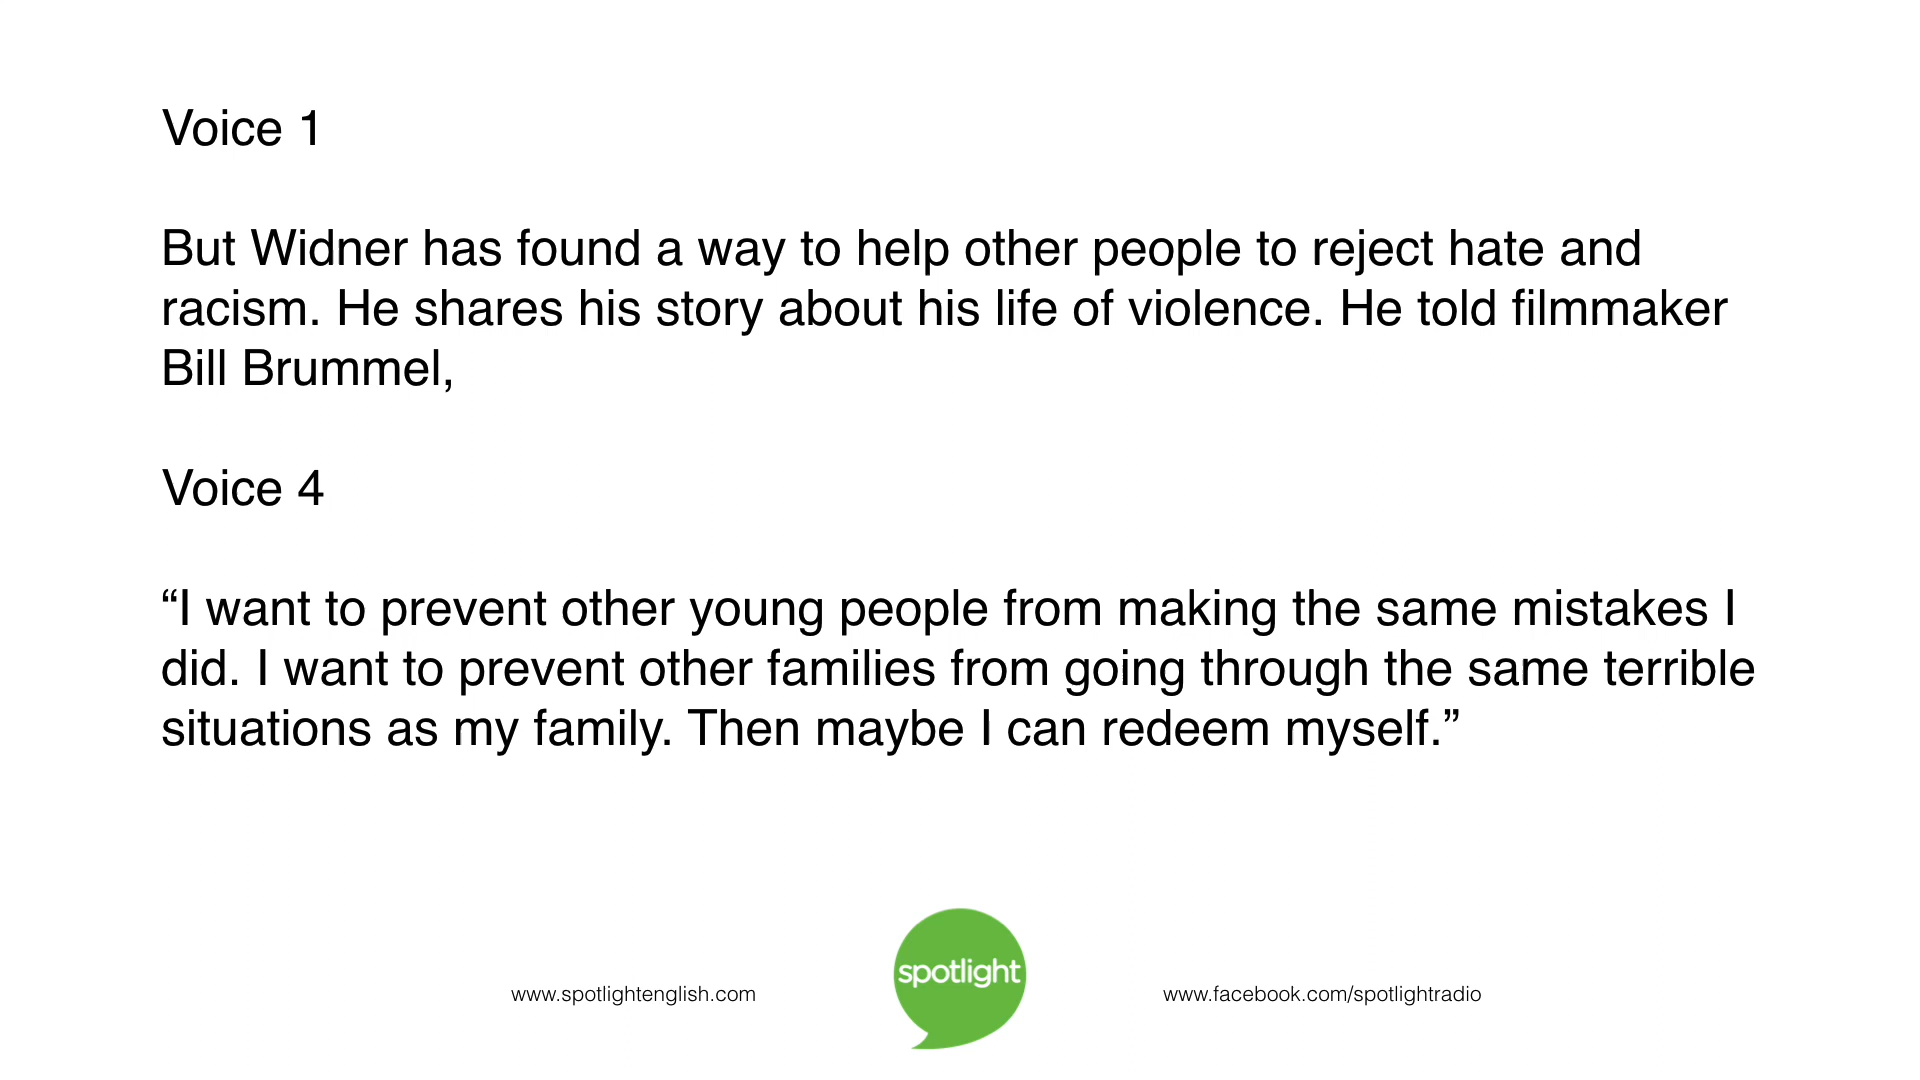 Voice 1
But Widner has found a way to help other people to reject hate and
racism. He shares his story about his life of violence. He told filmmaker
Bill Brummel,
Voice 4
“I want to prevent other young people from making the same mistakes I
did. I want to prevent other families from going through the same terrible
situations as my family. Then maybe I can redeem myself.”
spotlight
www.spotlightenglish.com
www.facebook.com/spotlightradio